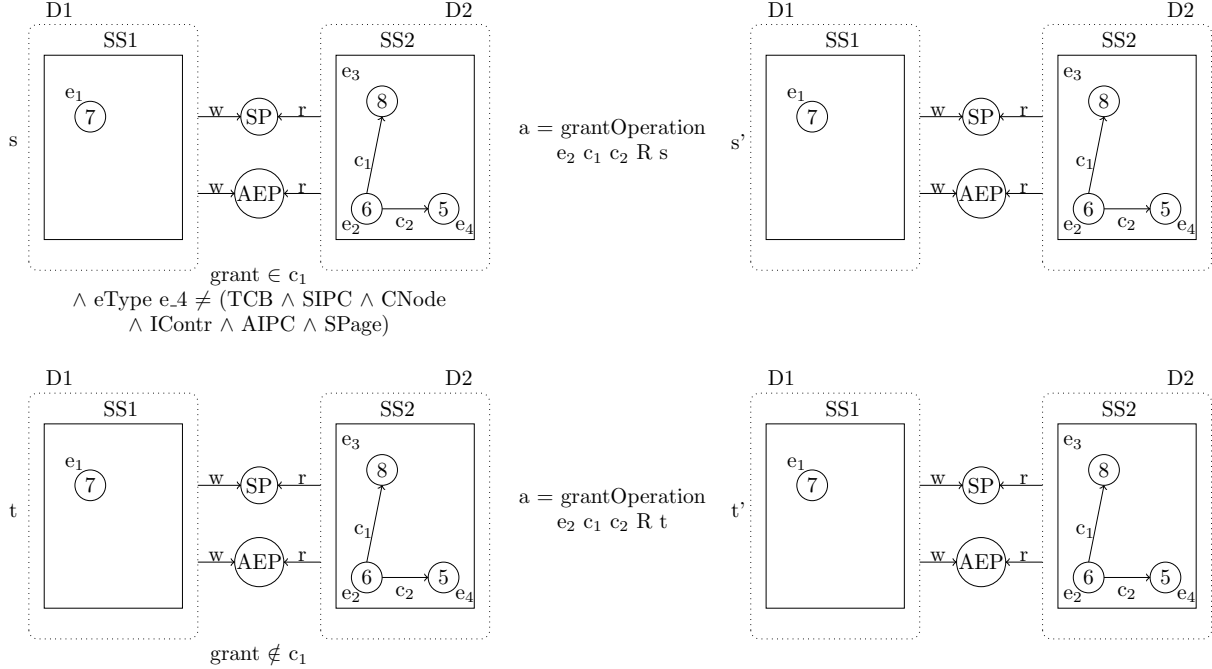 D1 D2 D1 D2
SS1 SS2 SS1 SS2
e₃ e₃
e₁ 8 e₁ 8
7 w SP r 7 w SP r
a = grantOperation
s e₂ c₁ c₂ R s s'
c₁ c₁
w AEP r w AEP r
6 5 6 5
e₂ c₂ e₄ e₂ c₂ e₄
grant ∈ c₁
∧ eType e_4 ≠ (TCB ∧ SIPC ∧ CNode
∧ IContr ∧ AIPC ∧ SPage)
D1 D2 D1 D2
SS1 SS2 SS1 SS2
e₃ e₃
e₁ 8 e₁ 8
7 w SP r 7 w SP r
a = grantOperation
t e₂ c₁ c₂ R t t'
c₁ c₁
w AEP r w AEP r
6 5 6 5
e₂ c₂ e₄ e₂ c₂ e₄
grant ∉ c₁